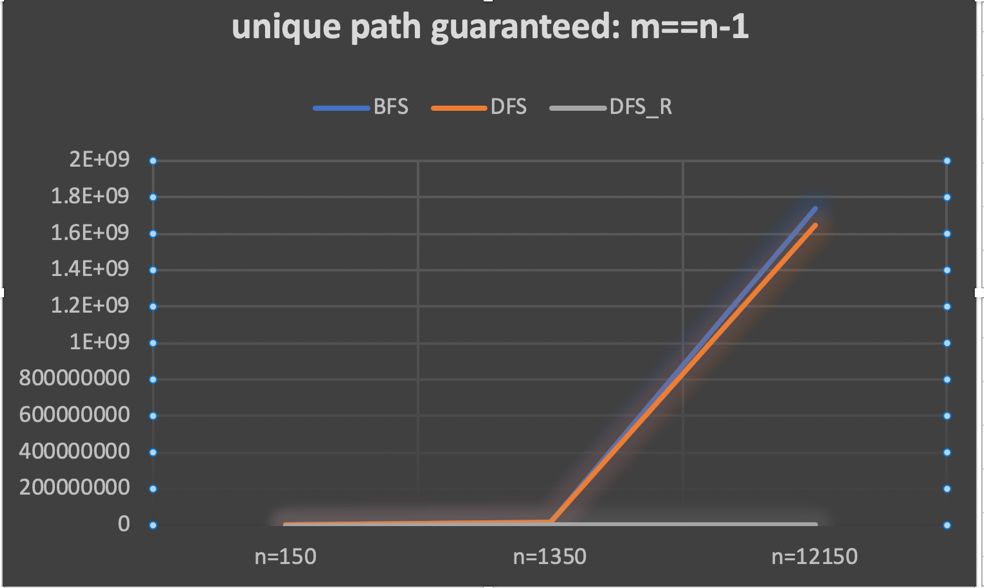 unique path guaranteed: m==n-1
BFS DFS DFS_R
2E+09
1.8E+09
1.6E+09
1.4E+09
1.2E+09
1E+09
800000000
600000000
400000000
200000000
0
n=150 n=1350 n=12150